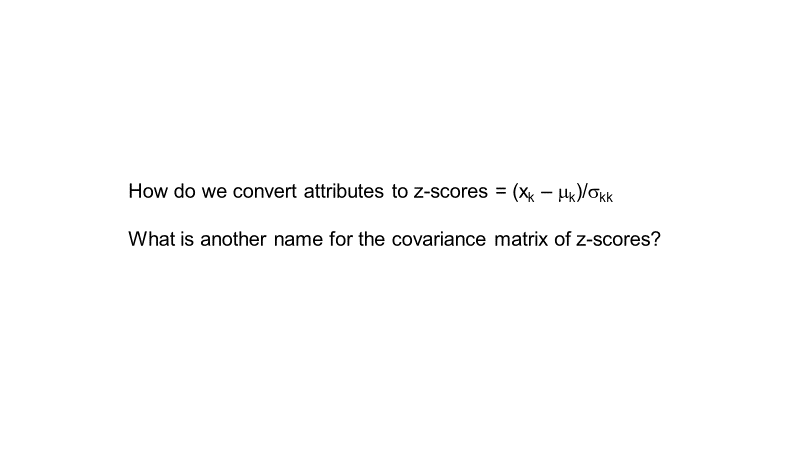 How do we convert attributes to z-scores = (xₖ – μₖ)/σₖₖ
What is another name for the covariance matrix of z-scores?